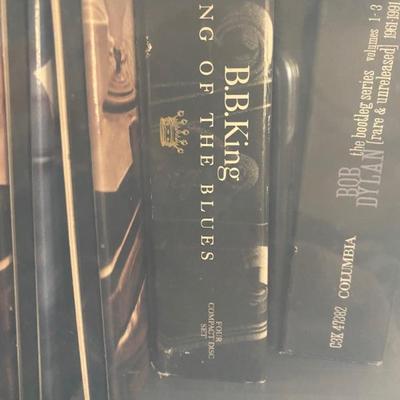 B.B.King
NG OF THE BLUES
FOUR
COMPACT DISC
SET
BOB
DYLAN
the bootleg series volumes 1-3
[rare & unreleased] 1961-1991
COLUMBIA
C3K 47382